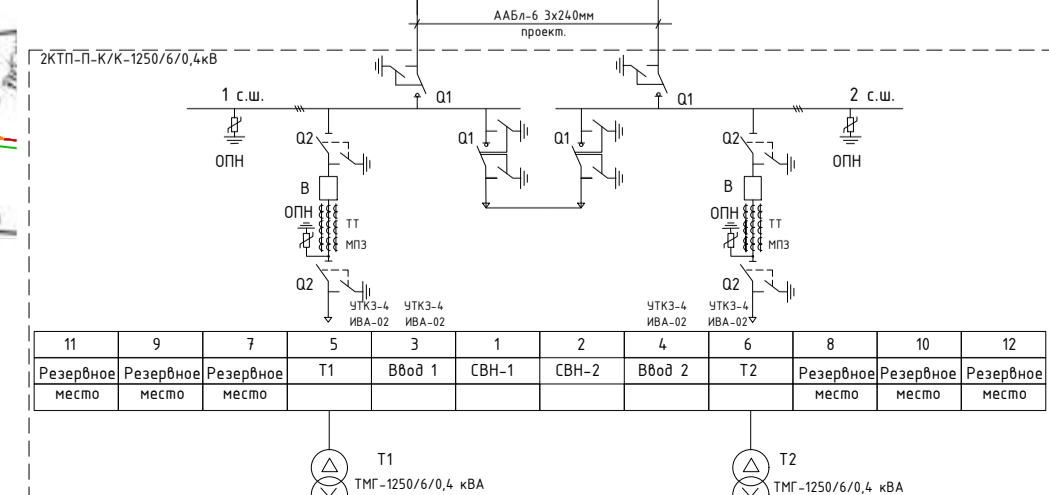 ААБл-6 3х240мм
проект.
2КТП-П-К/К-1250/6/0,4кВ
1 с.ш.
Q1
Q1
2 с.ш.
Q2
Q1
Q1
Q2
ОПН
ОПН
В
В
ОПН
ТТ
ОПН
ТТ
МПЗ
МПЗ
Q2
Q2
УТКЗ-4 УТКЗ-4 УТКЗ-4 УТКЗ-4
ИВА-02 ИВА-02 ИВА-02 ИВА-02
11 9 7 5 3 1 2 4 6 8 10 12
Резервное Резервное Резервное Т1 Ввод 1 СВН-1 СВН-2 Ввод 2 Т2 Резервное Резервное Резервное
место место место место место место
Т1
Т2
ТМГ-1250/6/0,4 кВА
ТМГ-1250/6/0,4 кВА